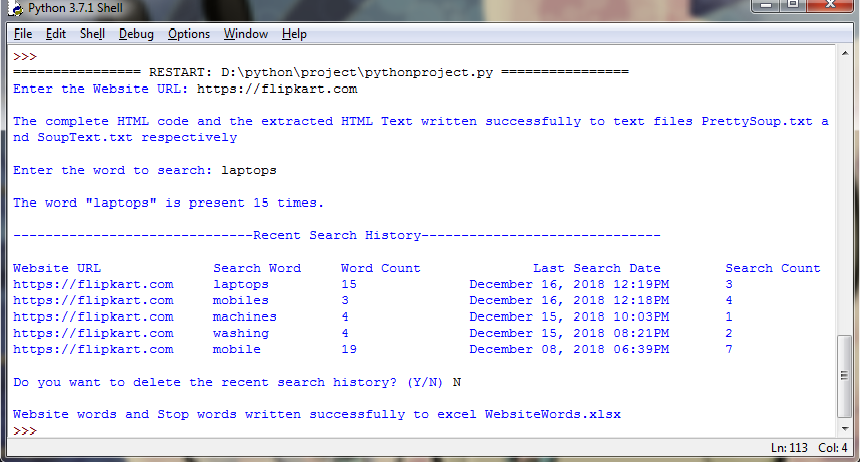 Python 3.7.1 Shell
File Edit Shell Debug Options Window Help
>>>
================ RESTART: D:\python\project\pythonproject.py ================
Enter the Website URL: https://flipkart.com
The complete HTML code and the extracted HTML Text written successfully to text files PrettySoup.txt a
nd SoupText.txt respectively
Enter the word to search: laptops
The word "laptops" is present 15 times.
------------------------------Recent Search History------------------------------
Website URL Search Word Word Count Last Search Date Search Count
https://flipkart.com laptops 15 December 16, 2018 12:19PM 3
https://flipkart.com mobiles 3 December 16, 2018 12:18PM 4
https://flipkart.com machines 4 December 15, 2018 10:03PM 1
https://flipkart.com washing 4 December 15, 2018 08:21PM 2
https://flipkart.com mobile 19 December 08, 2018 06:39PM 7
Do you want to delete the recent search history? (Y/N) N
Website words and Stop words written successfully to excel WebsiteWords.xlsx
>>>
Ln: 113 Col: 4